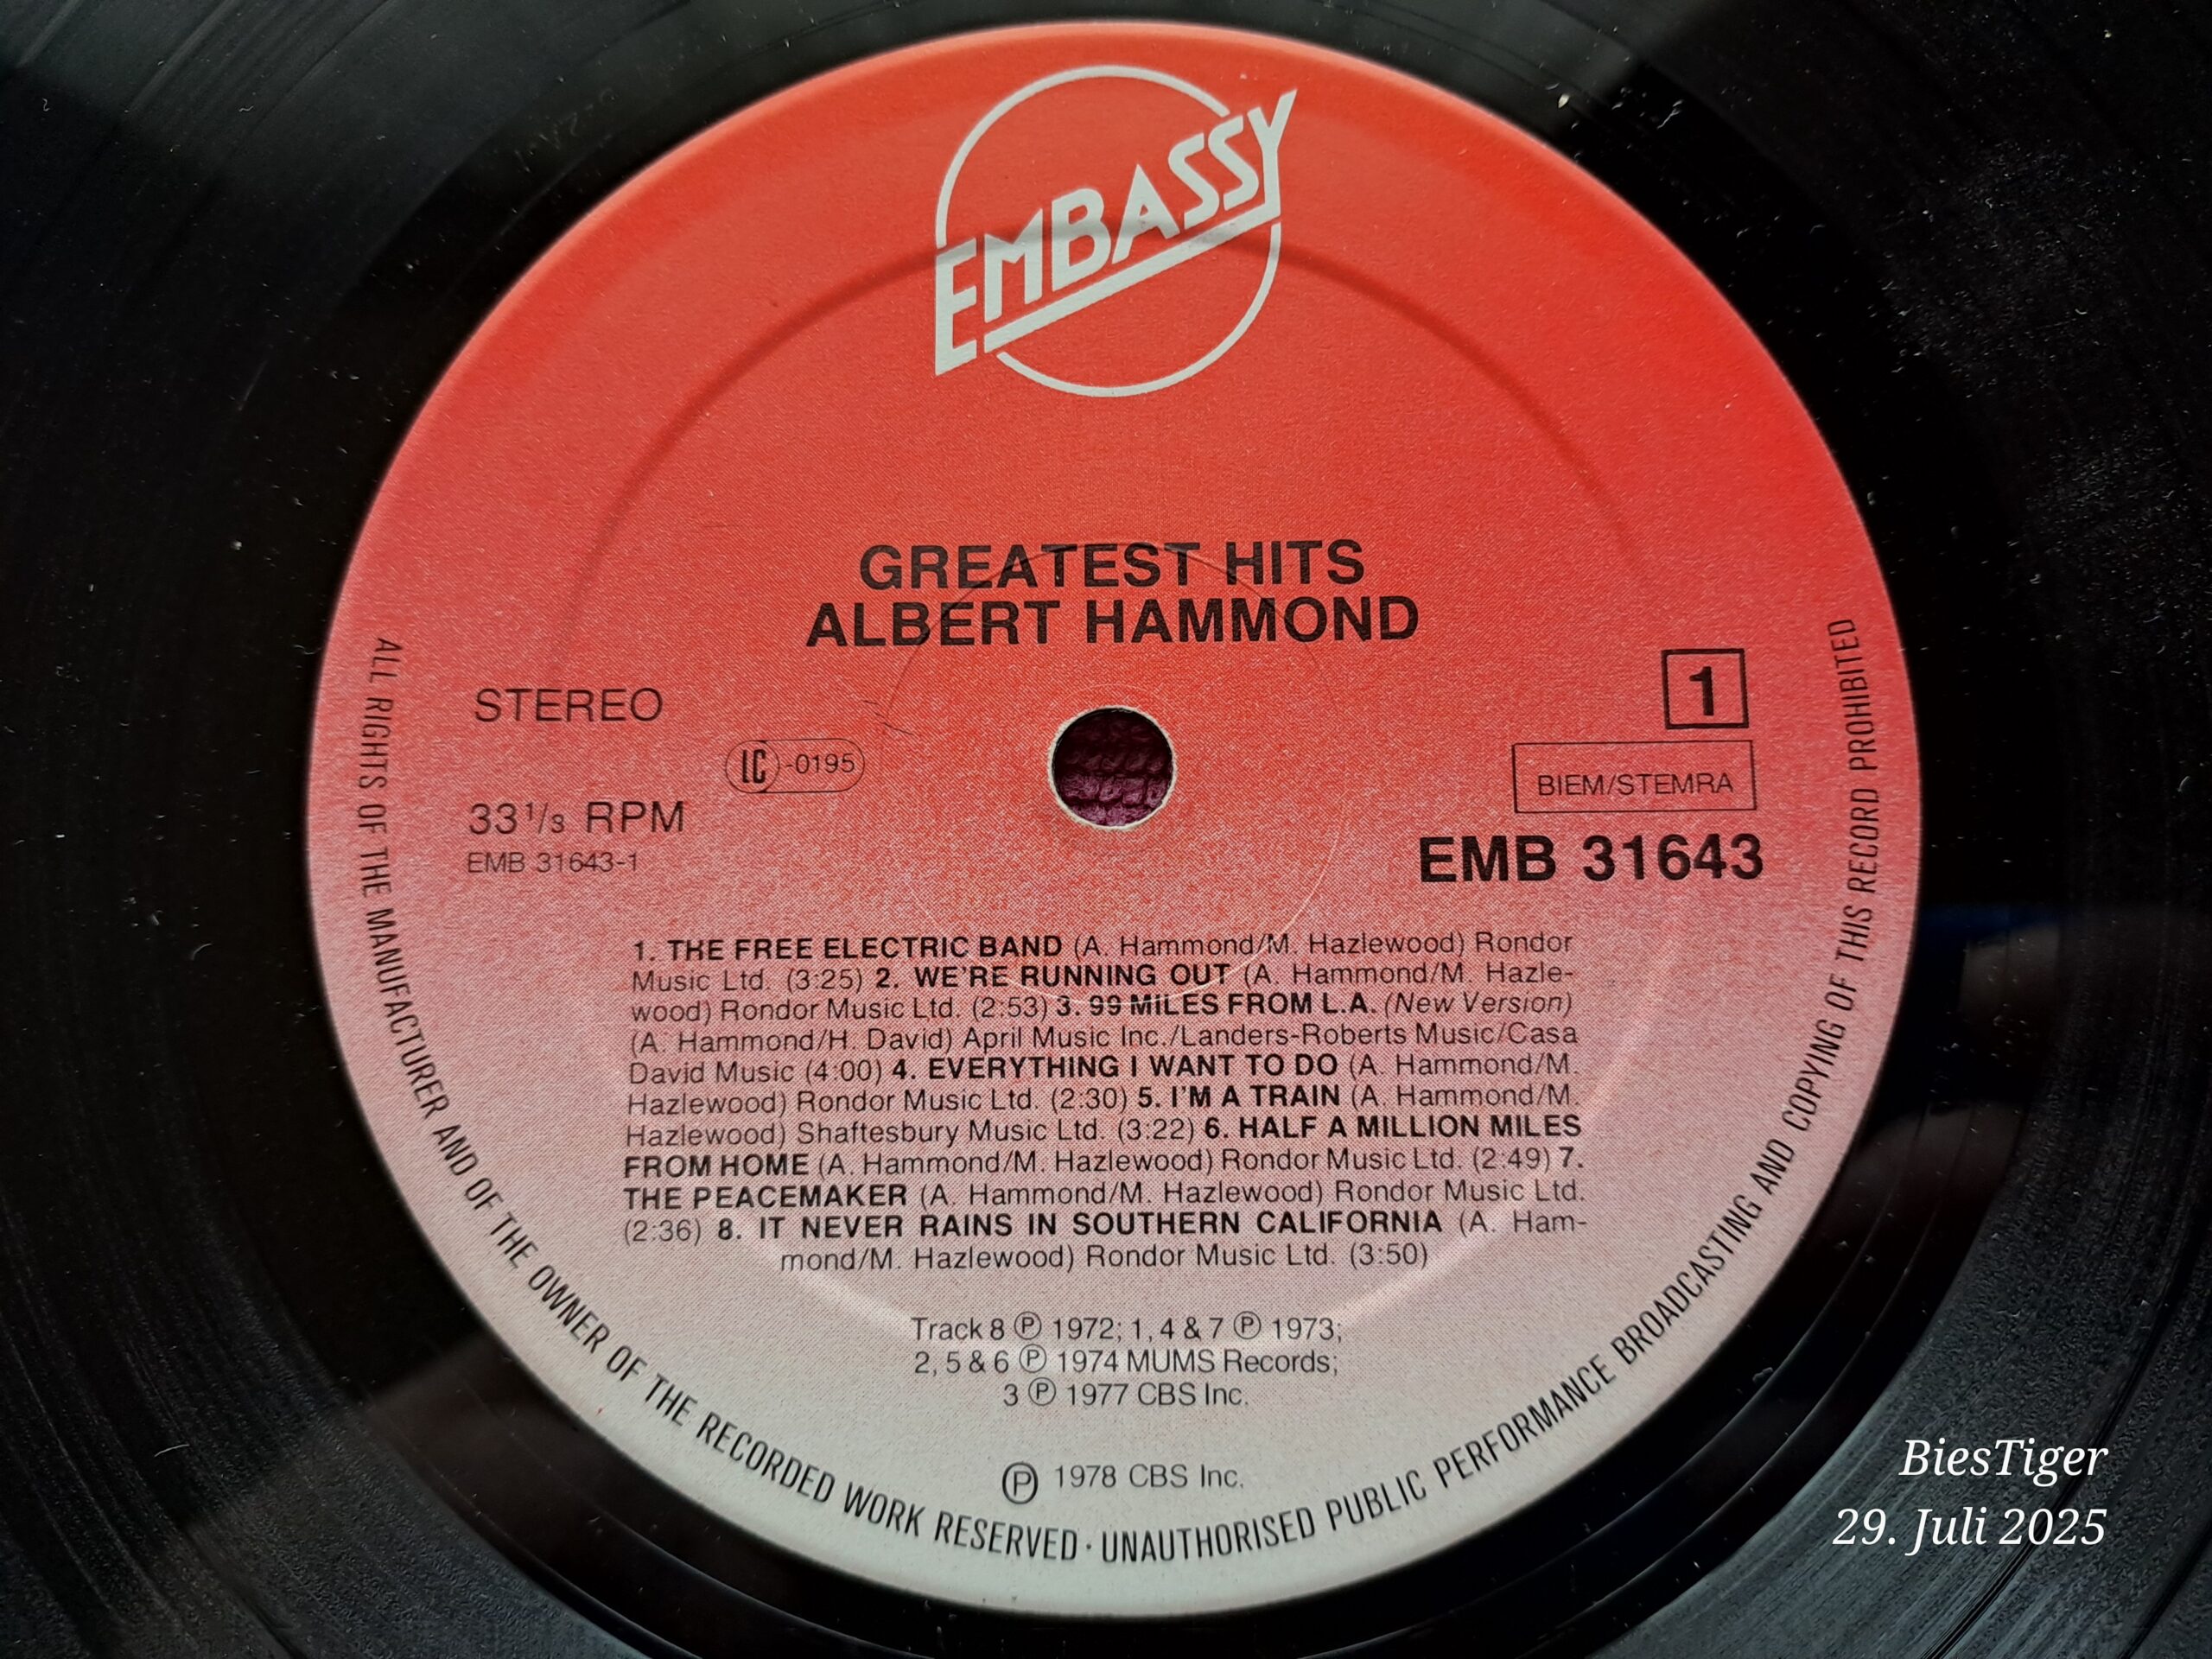 EMBASSY
GREATEST HITS
ALBERT HAMMOND
STEREO
LC-0195
33 1/3 RPM
EMB 31643-1
1
BIEM/STEMRA
EMB 31643
1. THE FREE ELECTRIC BAND (A. Hammond/M. Hazlewood) Rondor
Music Ltd. (3:25) 2. WE'RE RUNNING OUT (A. Hammond/M. Hazle-
wood) Rondor Music Ltd. (2:53) 3. 99 MILES FROM L.A. (New Version)
(A. Hammond/H. David) April Music Inc./Landers-Roberts Music/Casa
David Music (4:00) 4. EVERYTHING I WANT TO DO (A. Hammond/M.
Hazlewood) Rondor Music Ltd. (2:30) 5. I'M A TRAIN (A. Hammond/M.
Hazlewood) Shaftesbury Music Ltd. (3:22) 6. HALF A MILLION MILES
FROM HOME (A. Hammond/M. Hazlewood) Rondor Music Ltd. (2:49) 7.
THE PEACEMAKER (A. Hammond/M. Hazlewood) Rondor Music Ltd.
(2:36) 8. IT NEVER RAINS IN SOUTHERN CALIFORNIA (A. Ham-
mond/M. Hazlewood) Rondor Music Ltd. (3:50)
Track 8 ℗ 1972; 1, 4 & 7 ℗ 1973;
2, 5 & 6 ℗ 1974 MUMS Records;
3 ℗ 1977 CBS Inc.
℗ 1978 CBS Inc.
ALL RIGHTS OF THE MANUFACTURER AND OF THE OWNER OF THE RECORDED WORK RESERVED · UNAUTHORISED PUBLIC PERFORMANCE BROADCASTING AND COPYING OF THIS RECORD PROHIBITED
BiesTiger
29. Juli 2025